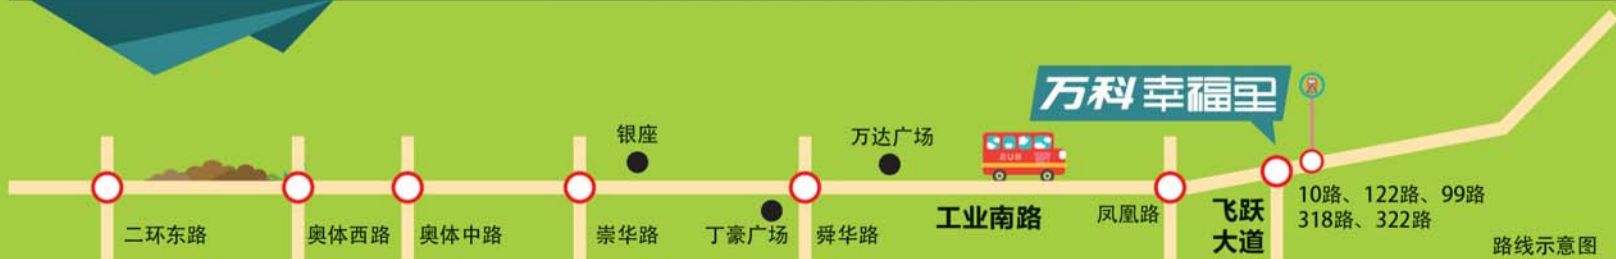 万科幸福里
银座
万达广场
BUB
二环东路
奥体西路
奥体中路
崇华路
丁豪广场
舜华路
工业南路
凤凰路
飞跃
大道
10路、122路、99路
318路、322路
路线示意图